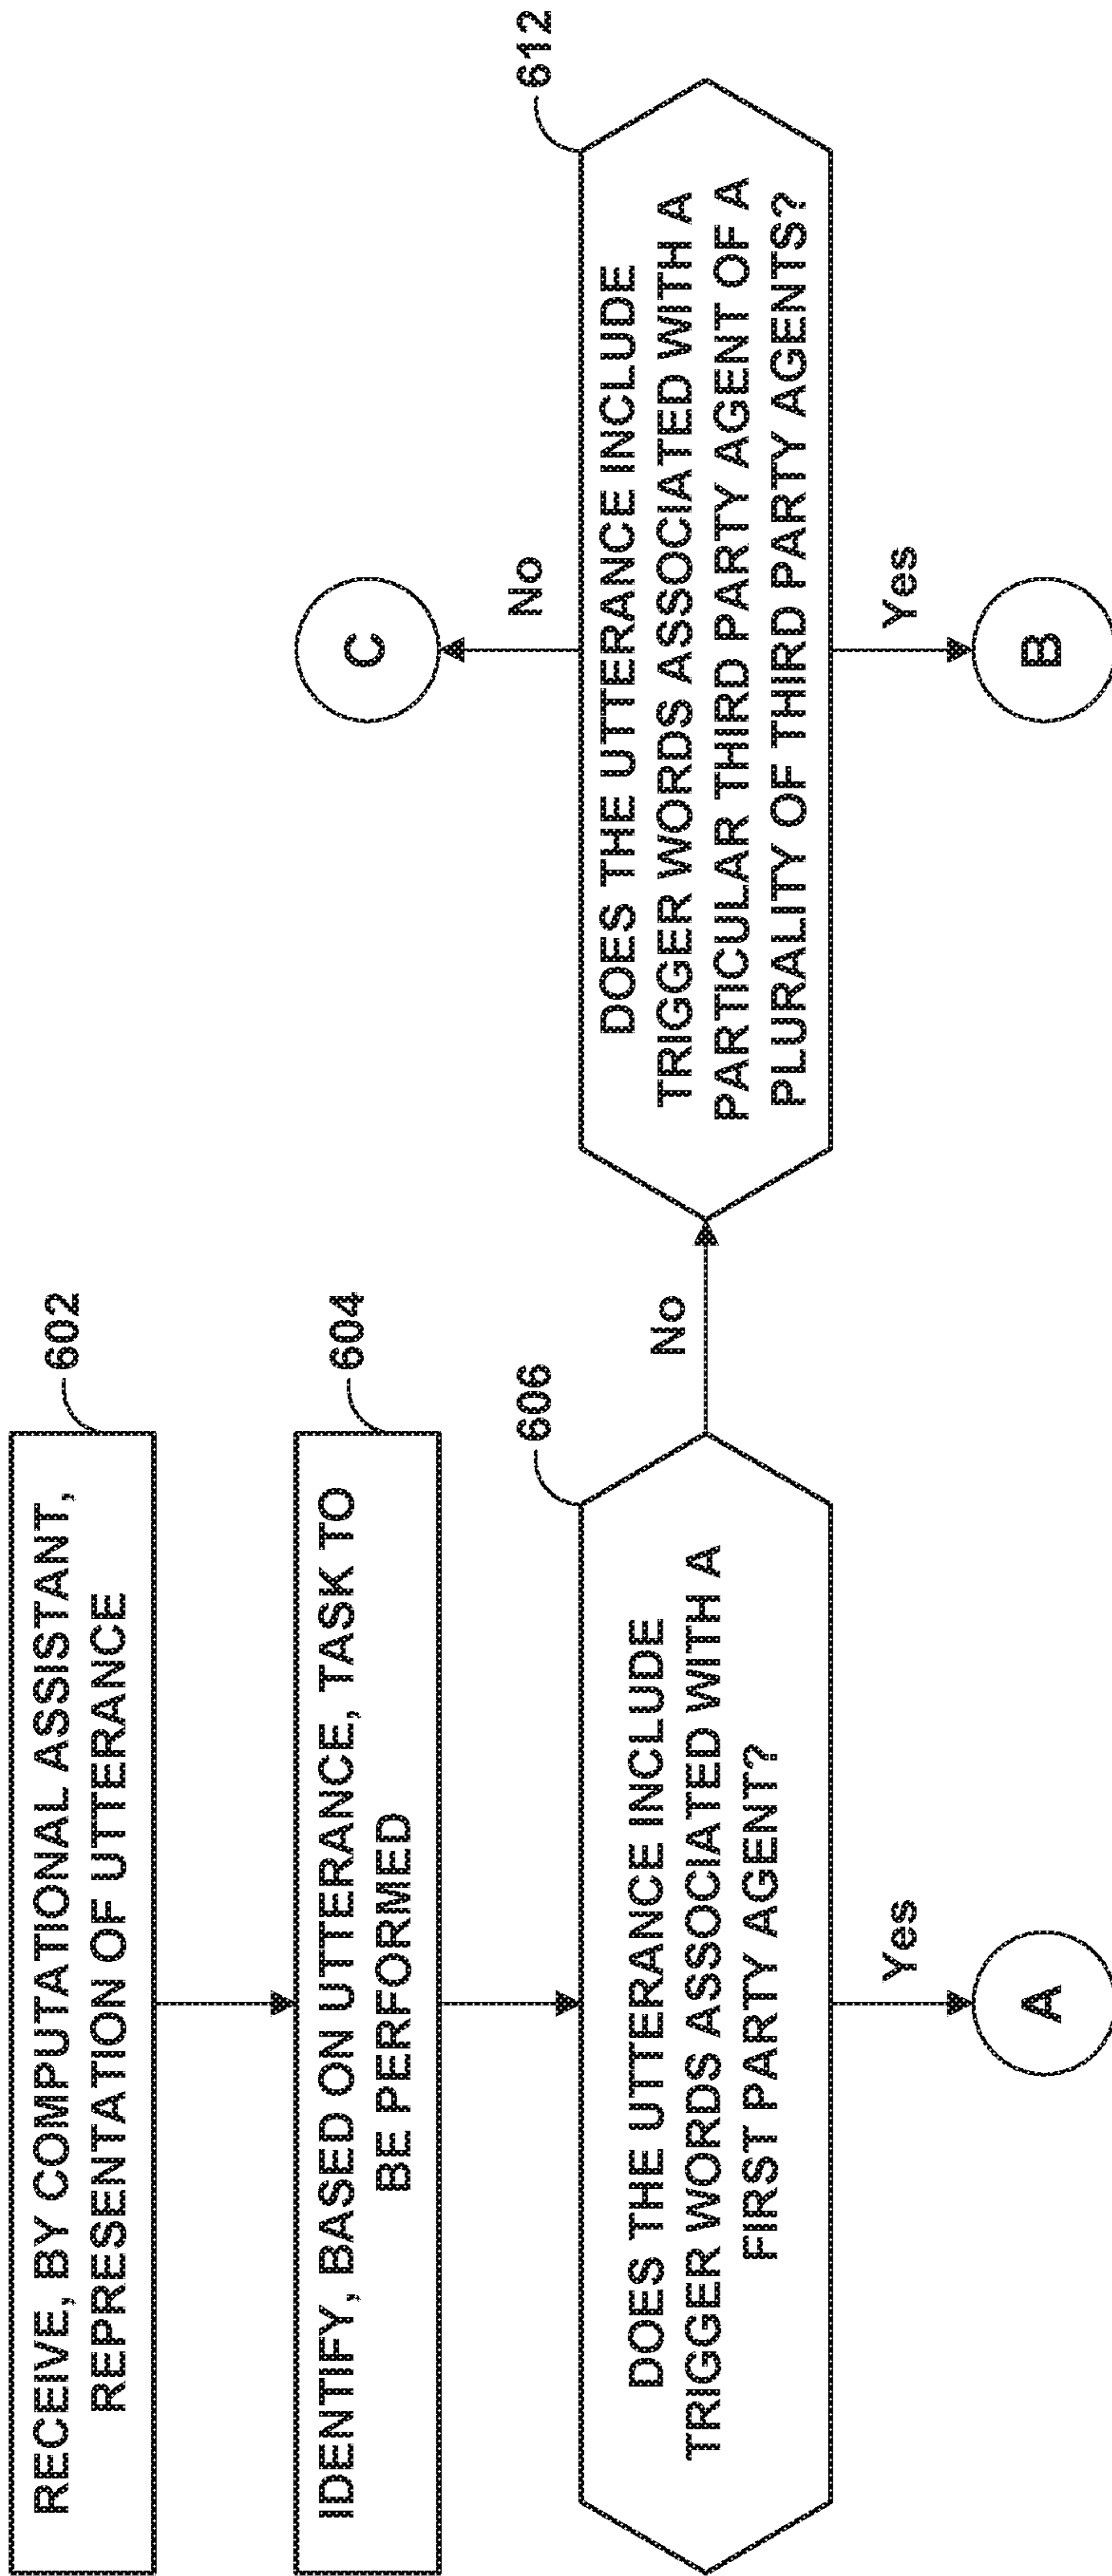 RECEIVE, BY COMPUTATIONAL ASSISTANT,
REPRESENTATION OF UTTERANCE
602
IDENTIFY, BASED ON UTTERANCE, TASK TO
BE PERFORMED
604
DOES THE UTTERANCE INCLUDE
TRIGGER WORDS ASSOCIATED WITH A
FIRST PARTY AGENT?
606
No
Yes
A
DOES THE UTTERANCE INCLUDE
TRIGGER WORDS ASSOCIATED WITH A
PARTICULAR THIRD PARTY AGENT OF A
PLURALITY OF THIRD PARTY AGENTS?
612
No
C
Yes
B